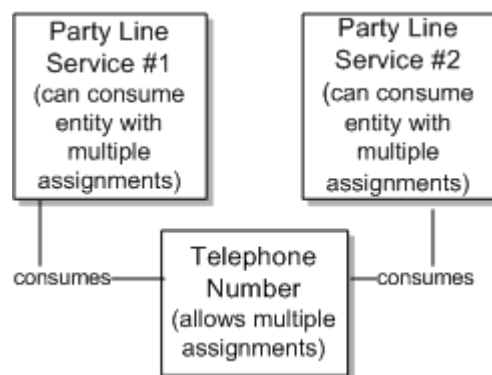 Party Line
Service #1
(can consume
entity with
multiple
assignments)
Party Line
Service #2
(can consume
entity with
multiple
assignments)
consumes
Telephone
Number
(allows multiple
assignments)
consumes